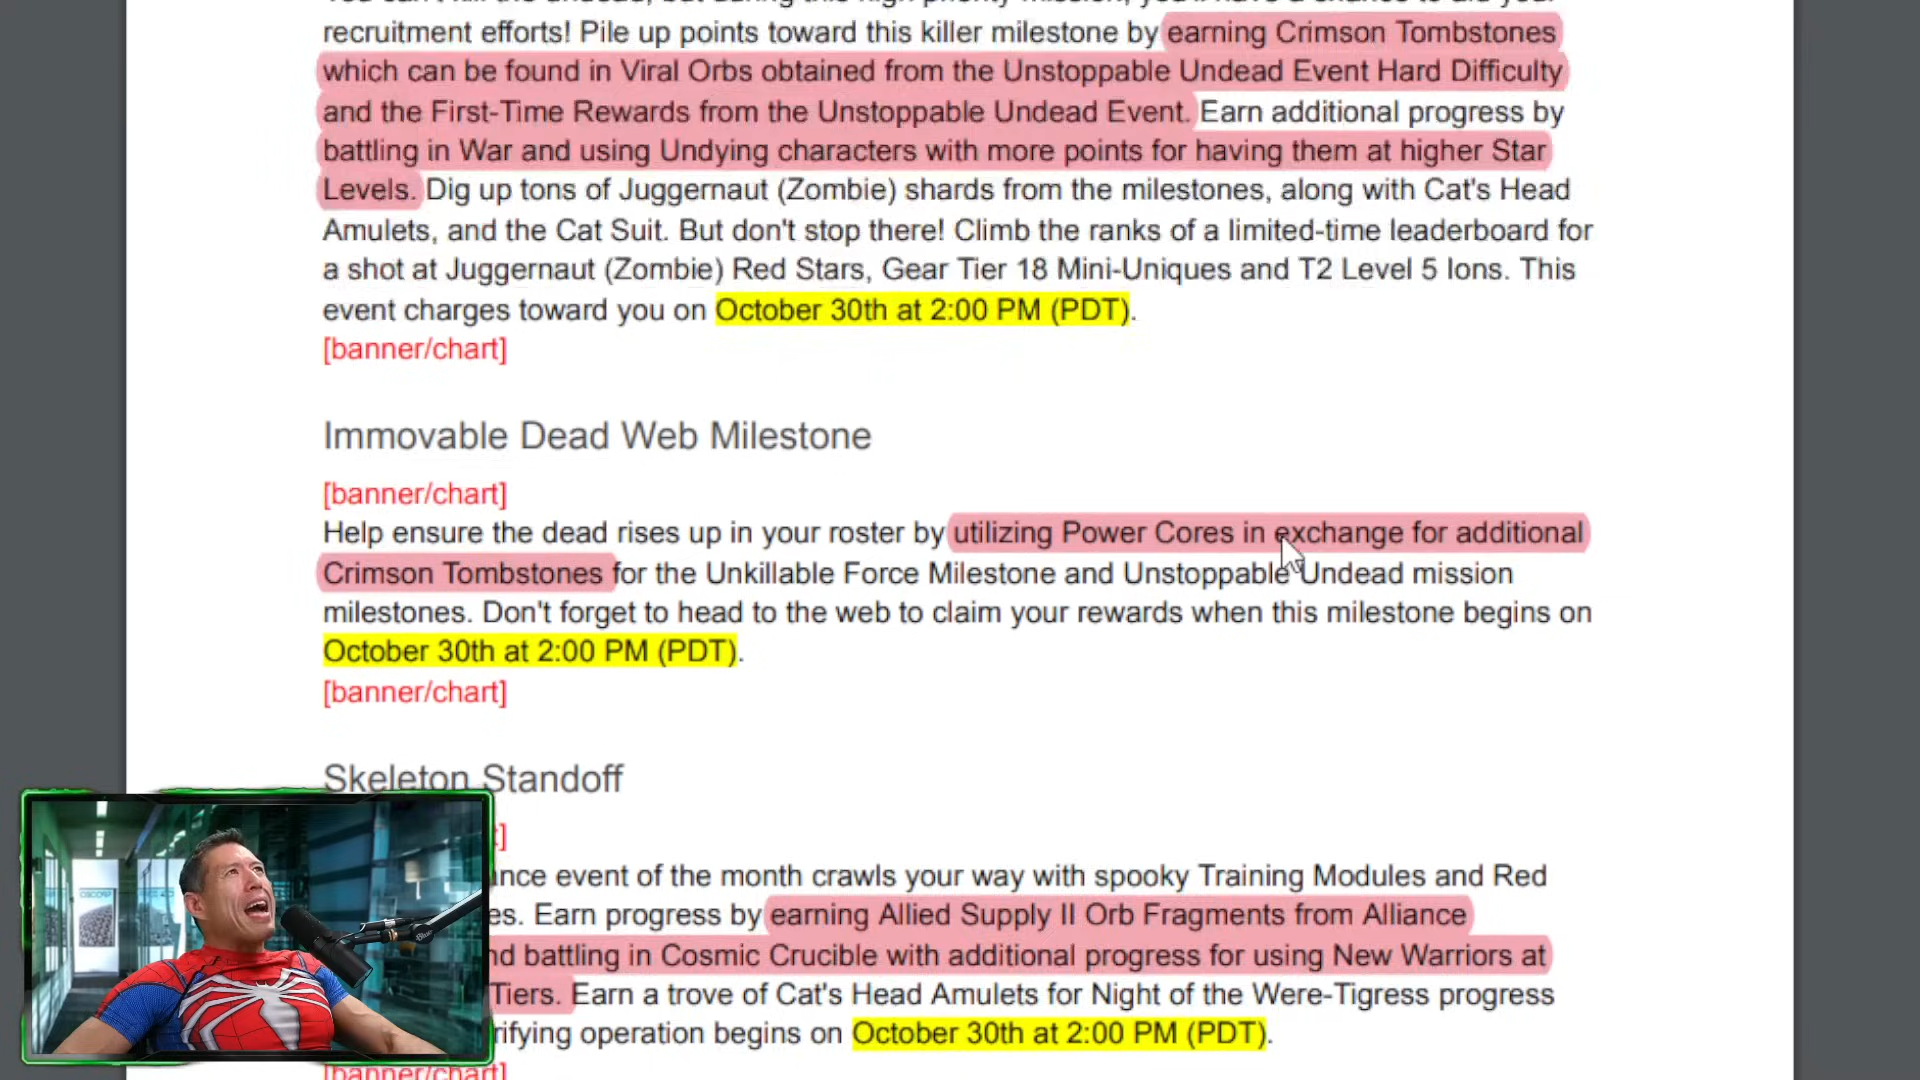 recruitment efforts! Pile up points toward this killer milestone by earning Crimson Tombstones
which can be found in Viral Orbs obtained from the Unstoppable Undead Event Hard Difficulty
and the First-Time Rewards from the Unstoppable Undead Event. Earn additional progress by
battling in War and using Undying characters with more points for having them at higher Star
Levels. Dig up tons of Juggernaut (Zombie) shards from the milestones, along with Cat's Head
Amulets, and the Cat Suit. But don't stop there! Climb the ranks of a limited-time leaderboard for
a shot at Juggernaut (Zombie) Red Stars, Gear Tier 18 Mini-Uniques and T2 Level 5 Ions. This
event charges toward you on October 30th at 2:00 PM (PDT).
[banner/chart]
Immovable Dead Web Milestone
[banner/chart]
Help ensure the dead rises up in your roster by utilizing Power Cores in exchange for additional
Crimson Tombstones for the Unkillable Force Milestone and Unstoppable Undead mission
milestones. Don't forget to head to the web to claim your rewards when this milestone begins on
October 30th at 2:00 PM (PDT).
[banner/chart]
Skeleton Standoff
event of the month crawls your way with spooky Training Modules and Red
Earn progress by earning Allied Supply II Orb Fragments from Alliance
battling in Cosmic Crucible with additional progress for using New Warriors at
Tiers. Earn a trove of Cat's Head Amulets for Night of the Were-Tigress progress
operation begins on October 30th at 2:00 PM (PDT).
[banner/chart]